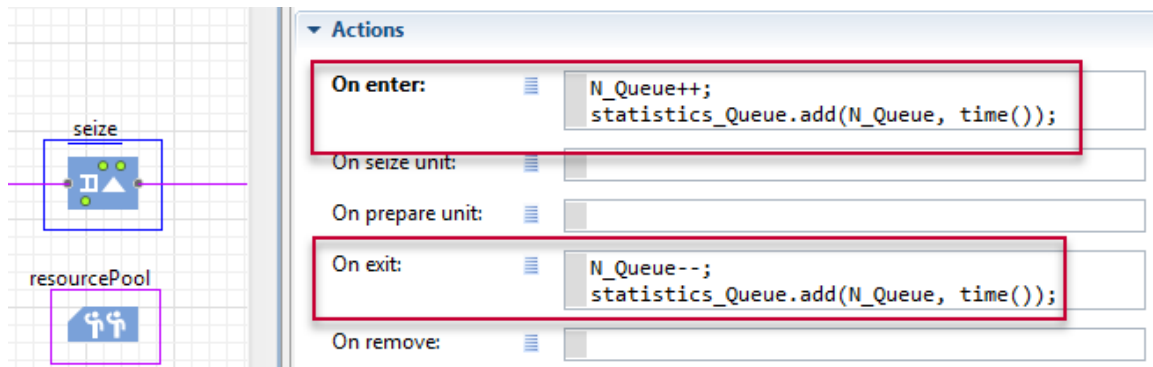 Actions
On enter:
N_Queue++;
statistics_Queue.add(N_Queue, time());
seize
On seize unit:
On prepare unit:
On exit:
N_Queue--;
statistics_Queue.add(N_Queue, time());
resourcePool
On remove: